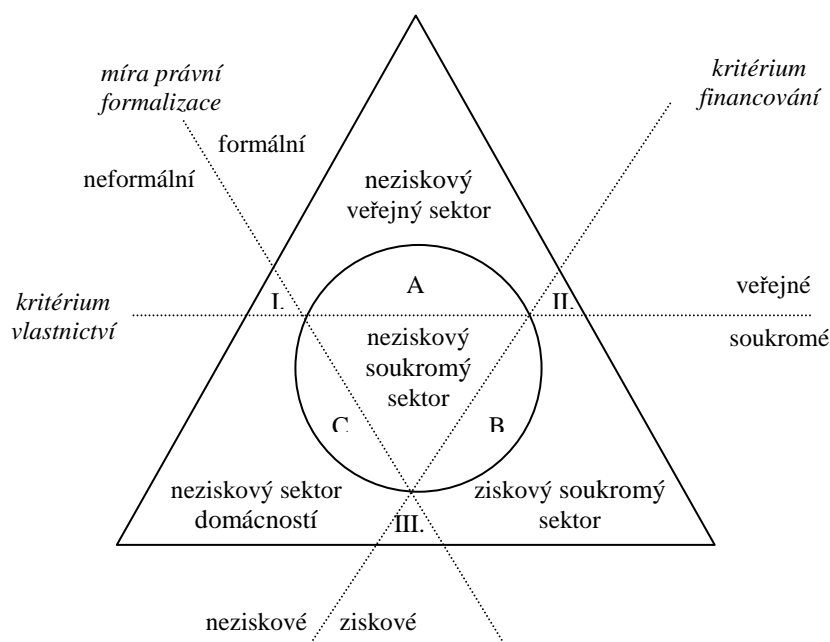 míra právní
formalizace
kritérium
financování
formální
neformální
neziskový
veřejný sektor
A
I.
II.
veřejné
kritérium
vlastnictví
soukromé
neziskový
soukromý
sektor
C
B
neziskový sektor
domácností
ziskový soukromý
sektor
III.
neziskové
ziskové